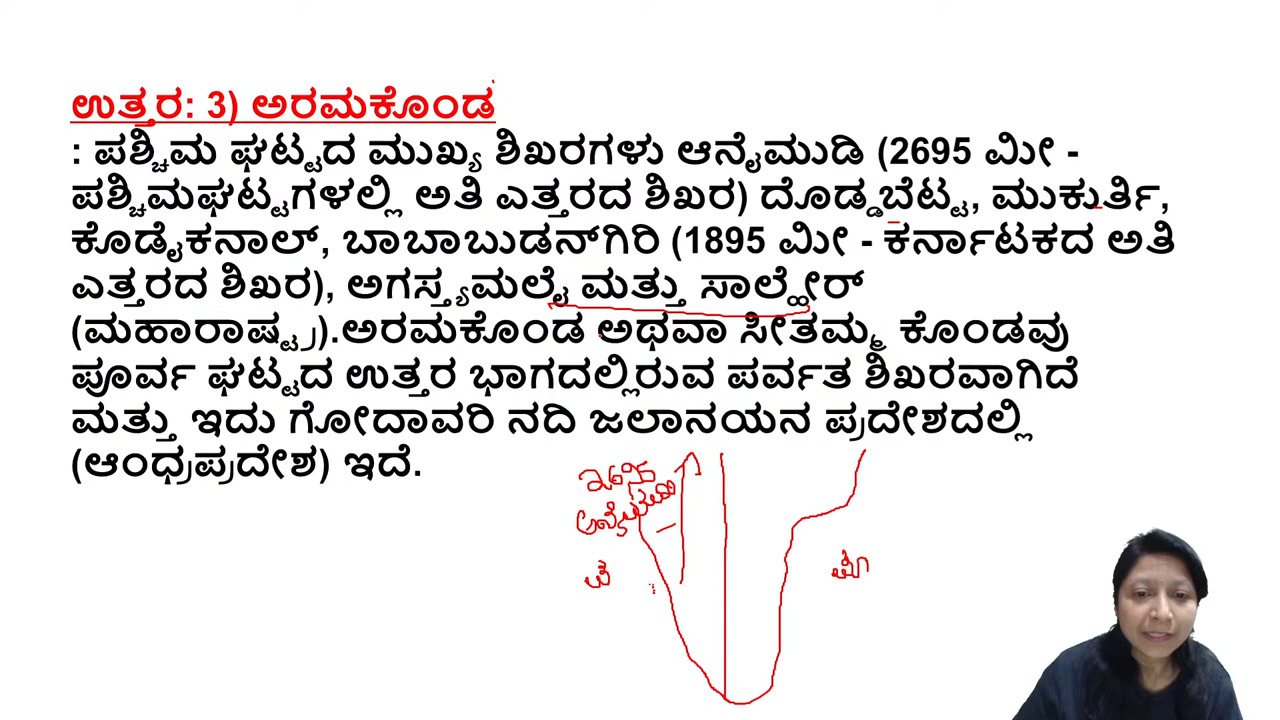 ಉತ್ತರ: 3) ಅರಮಕೊಂಡ
: ಪಶ್ಚಿಮ ಘಟ್ಟದ ಮುಖ್ಯ ಶಿಖರಗಳು ಆನೈಮುಡಿ (2695 ಮೀ -
ಪಶ್ಚಿಮಘಟ್ಟಗಳಲ್ಲಿ ಅತಿ ಎತ್ತರದ ಶಿಖರ) ದೊಡ್ಡಬೆಟ್ಟ, ಮುಕುರ್ತಿ,
ಕೊಡೈಕನಾಲ್, ಬಾಬಾಬುಡನ್‌ಗಿರಿ (1895 ಮೀ - ಕರ್ನಾಟಕದ ಅತಿ
ಎತ್ತರದ ಶಿಖರ), ಅಗಸ್ತ್ಯಮಲೈ ಮತ್ತು ಸಾಲ್ಹೇರ್
(ಮಹಾರಾಷ್ಟ್ರ).ಅರಮಕೊಂಡ ಅಥವಾ ಸೀತಮ್ಮ ಕೊಂಡವು
ಪೂರ್ವ ಘಟ್ಟದ ಉತ್ತರ ಭಾಗದಲ್ಲಿರುವ ಪರ್ವತ ಶಿಖರವಾಗಿದೆ
ಮತ್ತು ಇದು ಗೋದಾವರಿ ನದಿ ಜಲಾನಯನ ಪ್ರದೇಶದಲ್ಲಿ
(ಆಂಧ್ರಪ್ರದೇಶ) ಇದೆ.
2695